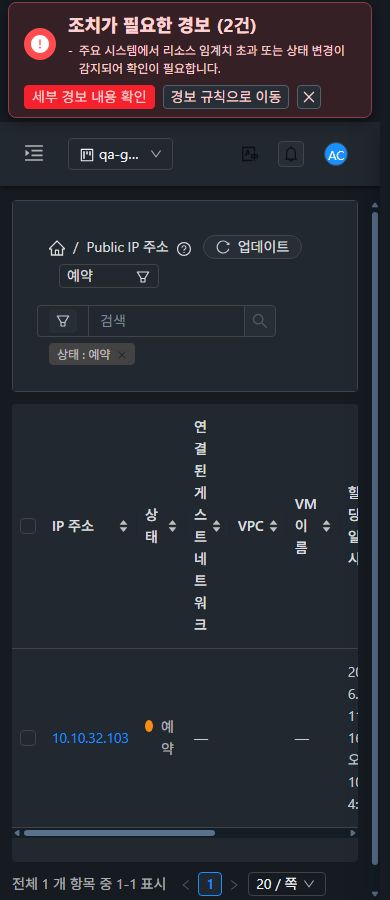 조치가 필요한 경보 (2건)
- 주요 시스템에서 리소스 임계치 초과 또는 상태 변경이
감지되어 확인이 필요합니다.
세부 경보 내용 확인 경보 규칙으로 이동
qa-g... AC
/ Public IP 주소 업데이트
예약
검색
상태 : 예약
IP 주소 상태 연결된 게스트 네트워크 VPC VM 이름 할당일시
10.10.32.103 예약 — —
전체 1 개 항목 중 1-1 표시 1 20 / 쪽